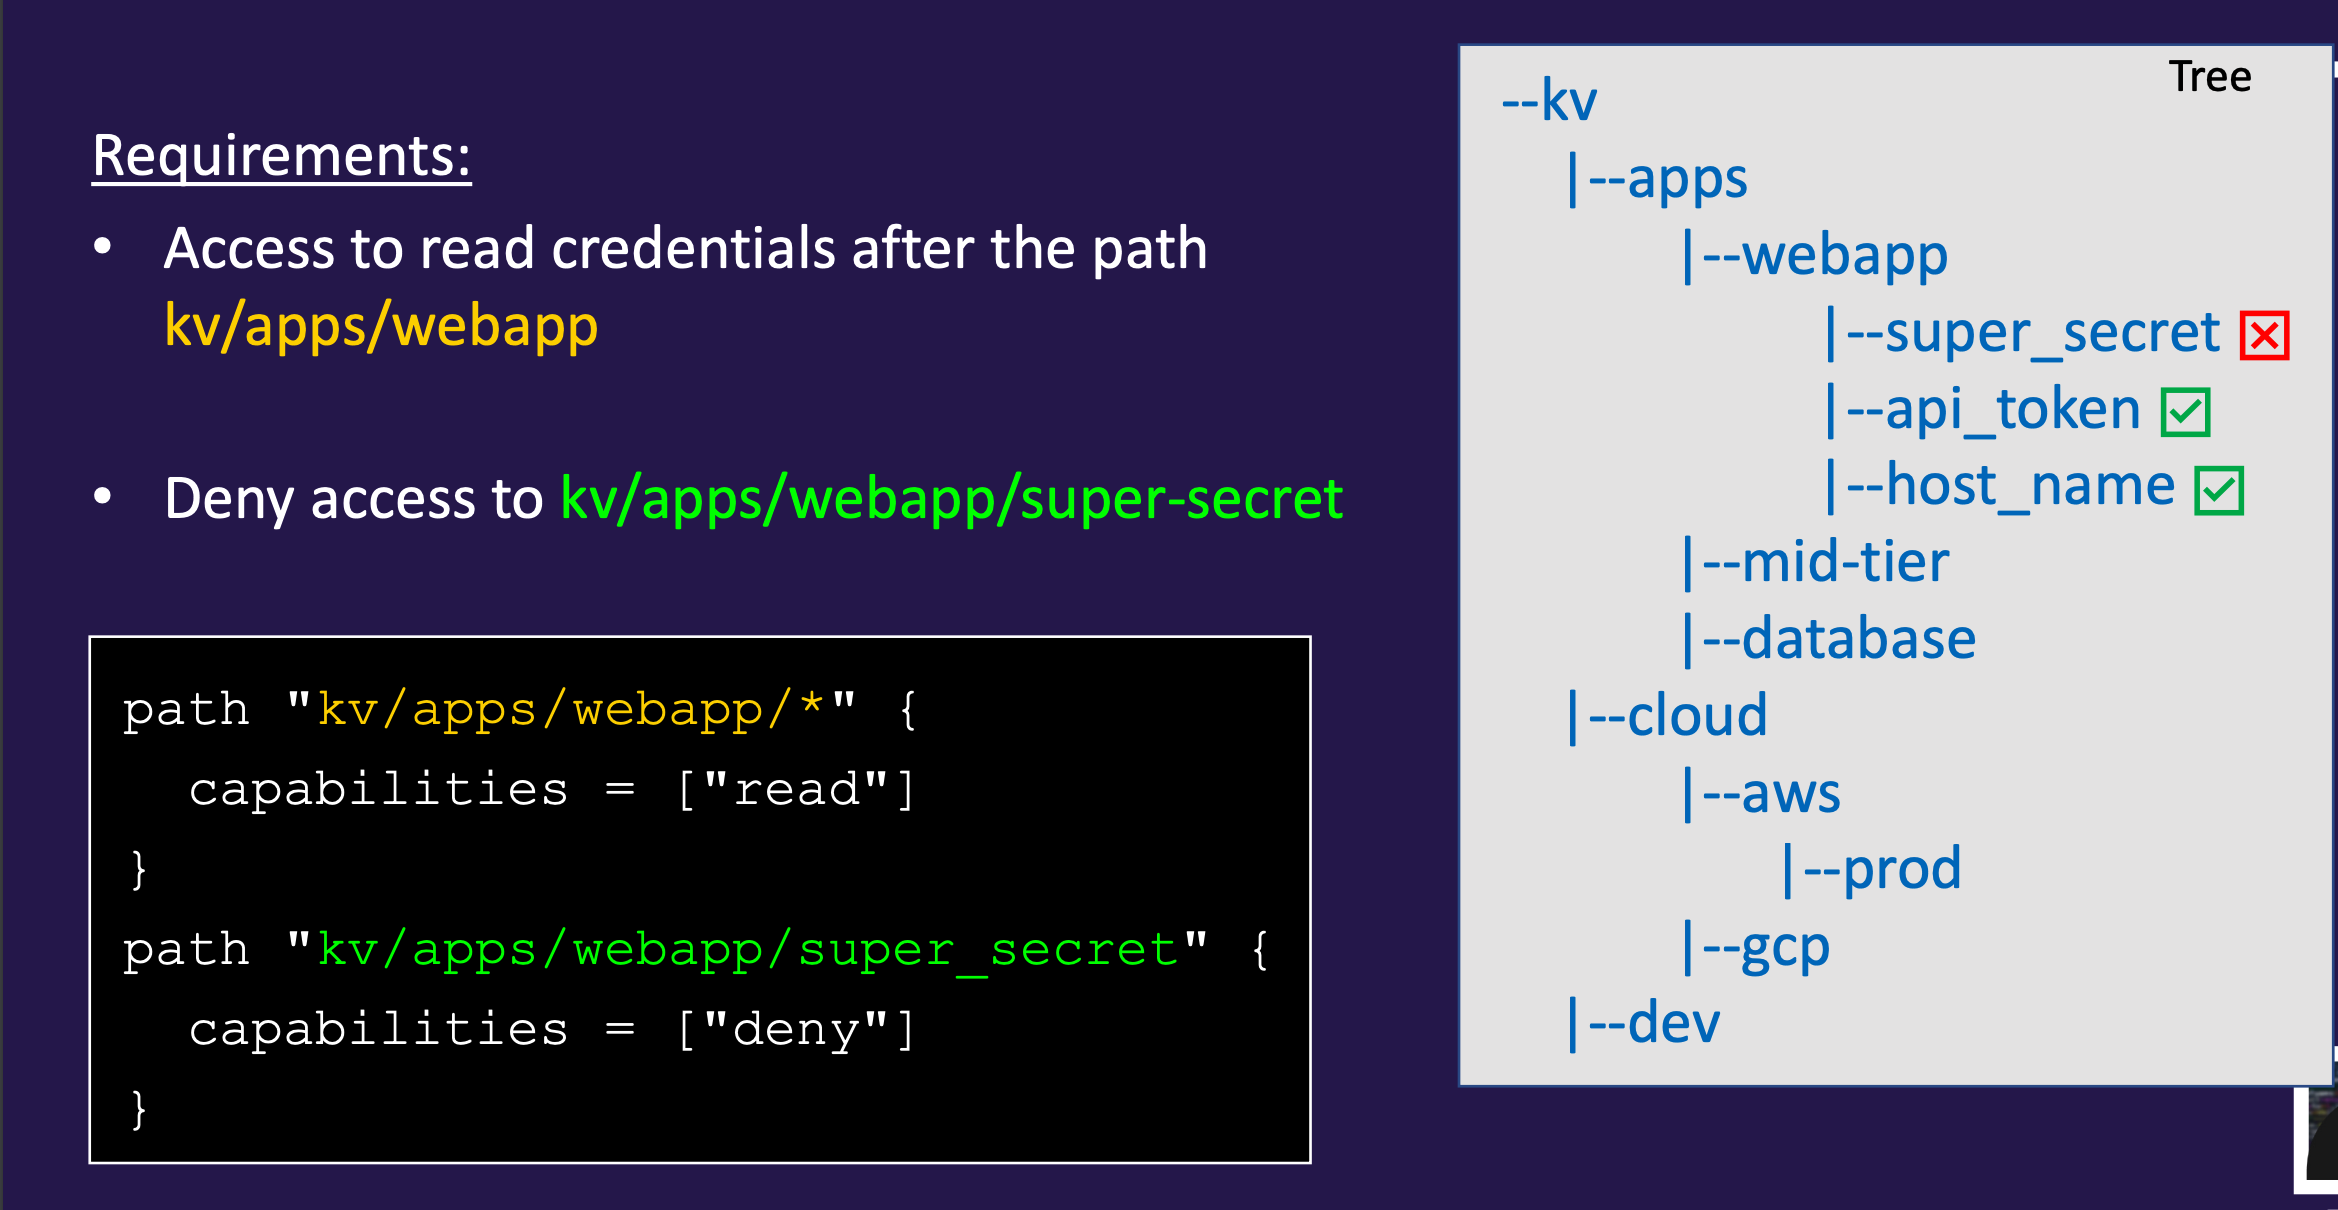 Requirements:
• Access to read credentials after the path
kv/apps/webapp
• Deny access to kv/apps/webapp/super-secret
path "kv/apps/webapp/*" {
  capabilities = ["read"]
}
path "kv/apps/webapp/super_secret" {
  capabilities = ["deny"]
}
Tree
--kv
|--apps
|--webapp
|--super_secret
|--api_token
|--host_name
|--mid-tier
|--database
|--cloud
|--aws
|--prod
|--gcp
|--dev